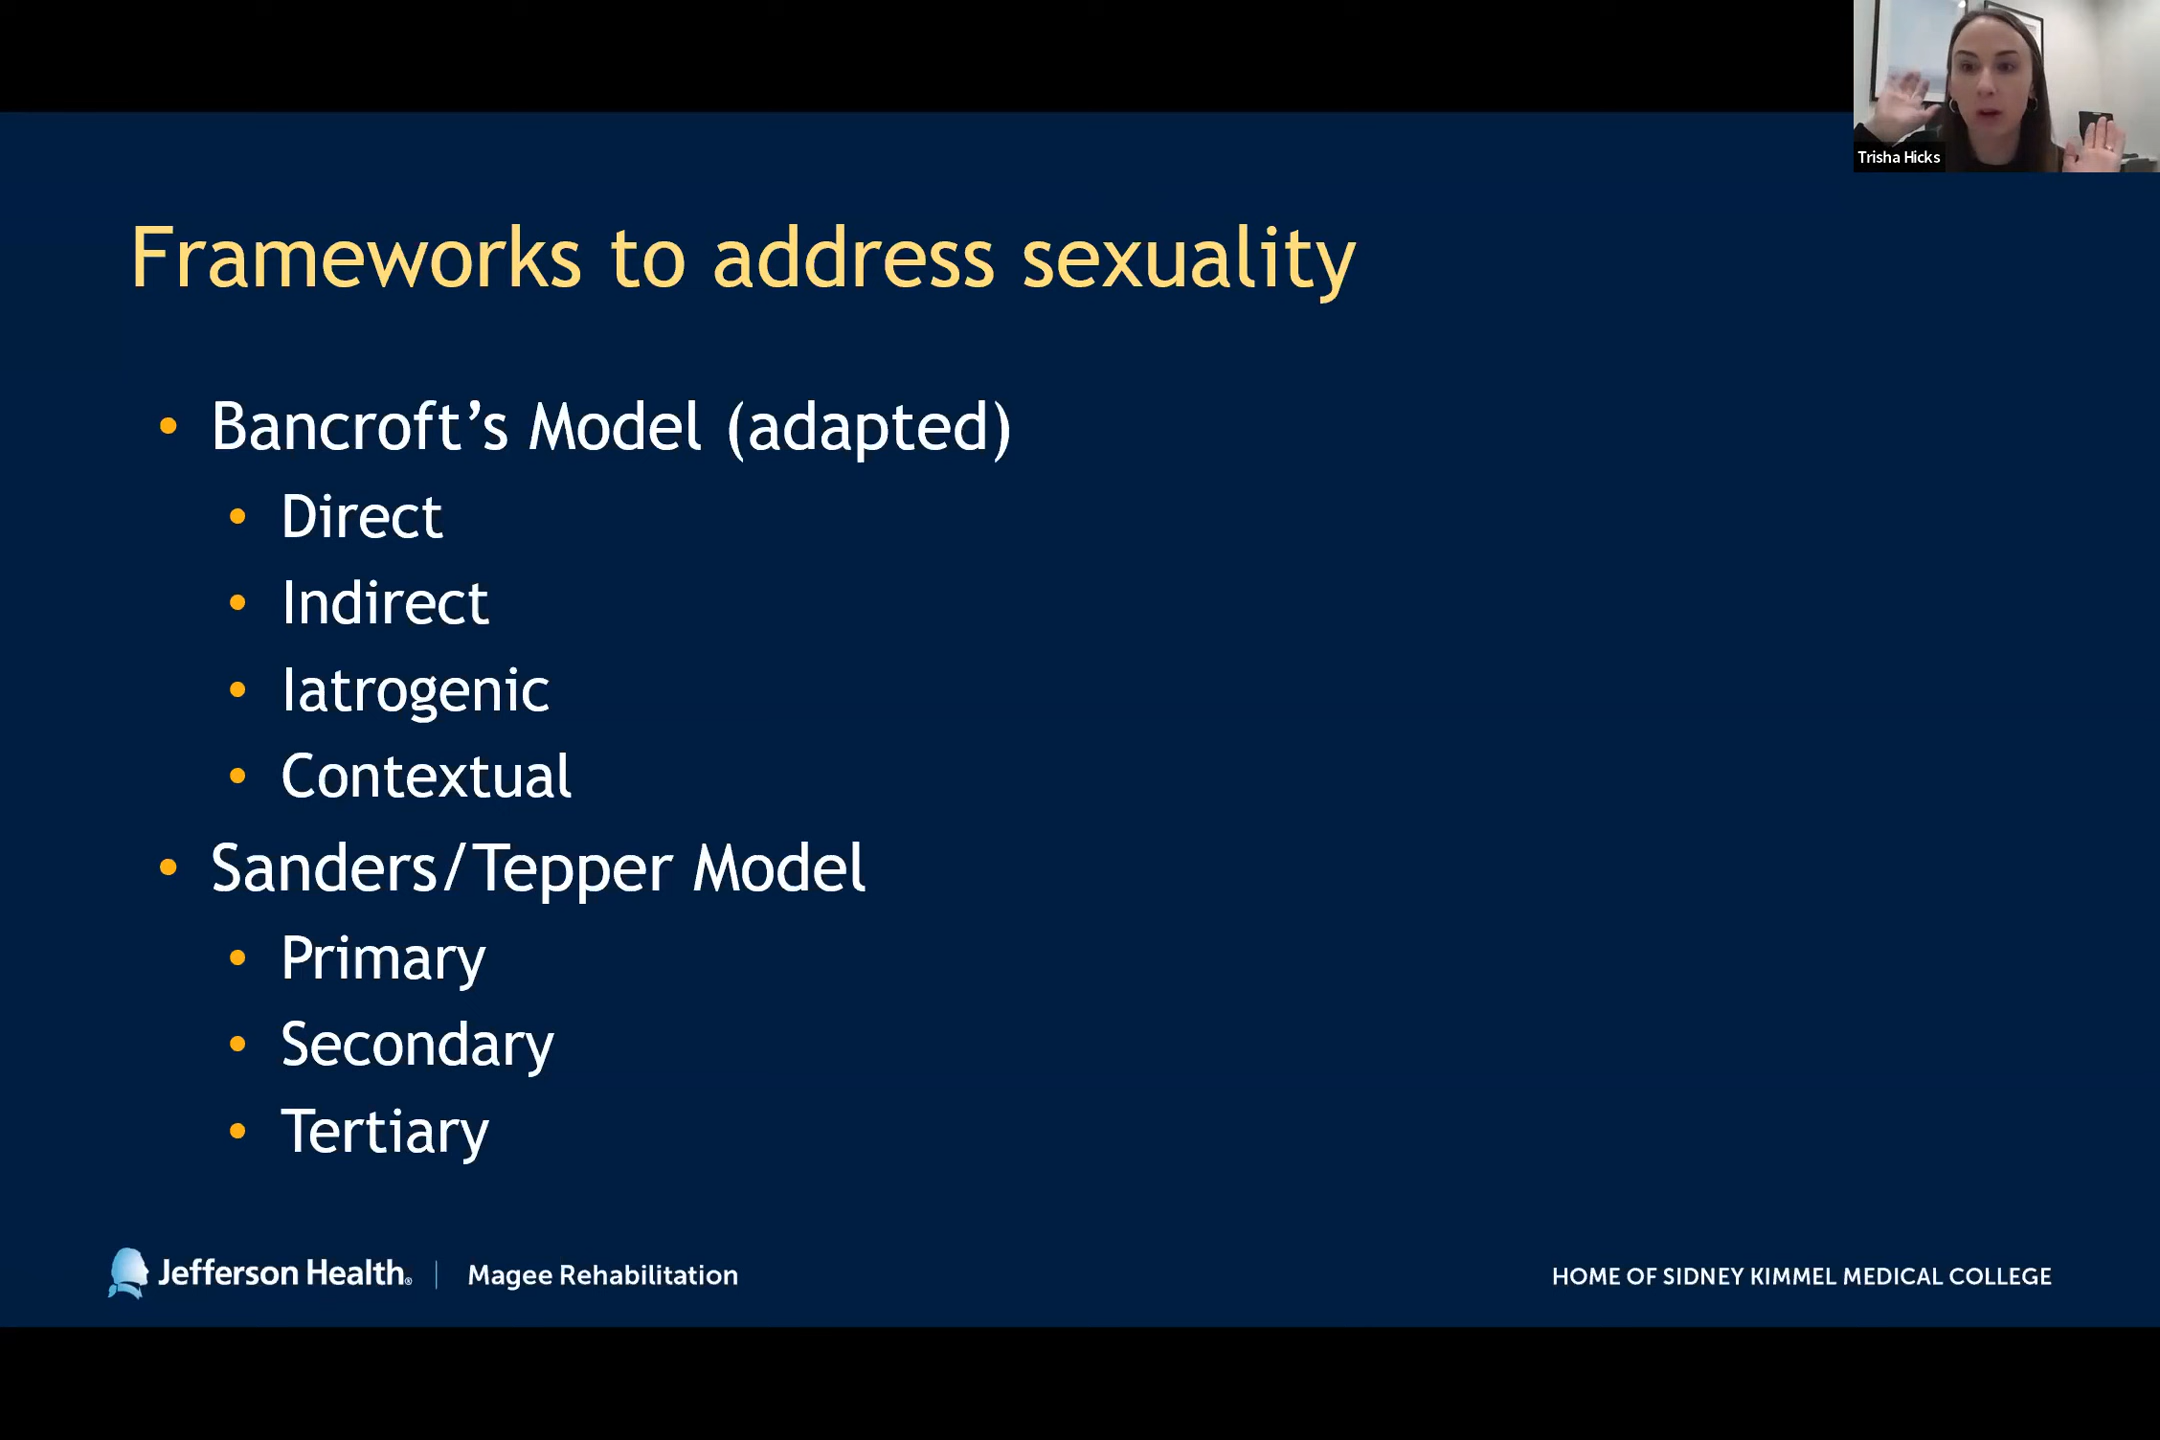 Trisha Hicks
Frameworks to address sexuality
• Bancroft’s Model (adapted)
• Direct
• Indirect
• Iatrogenic
• Contextual
• Sanders/Tepper Model
• Primary
• Secondary
• Tertiary
Jefferson Health® | Magee Rehabilitation
HOME OF SIDNEY KIMMEL MEDICAL COLLEGE